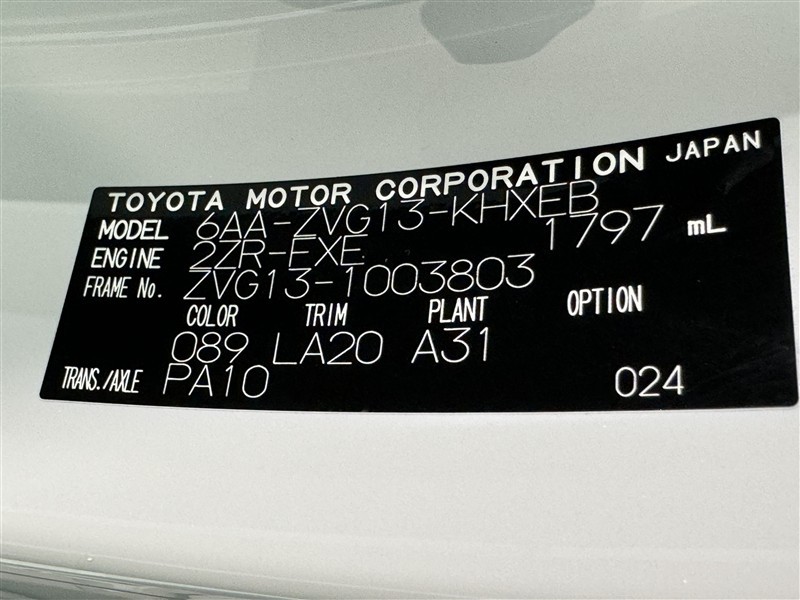 TOYOTA MOTOR CORPORATION JAPAN
MODEL 6AA-ZVG13-KHXEB
ENGINE 2ZR-EXE 1797 mL
FRAME No. ZVG13-1003803
COLOR TRIM PLANT OPTION
089 LA20 A31
TRANS./AXLE PA10 024